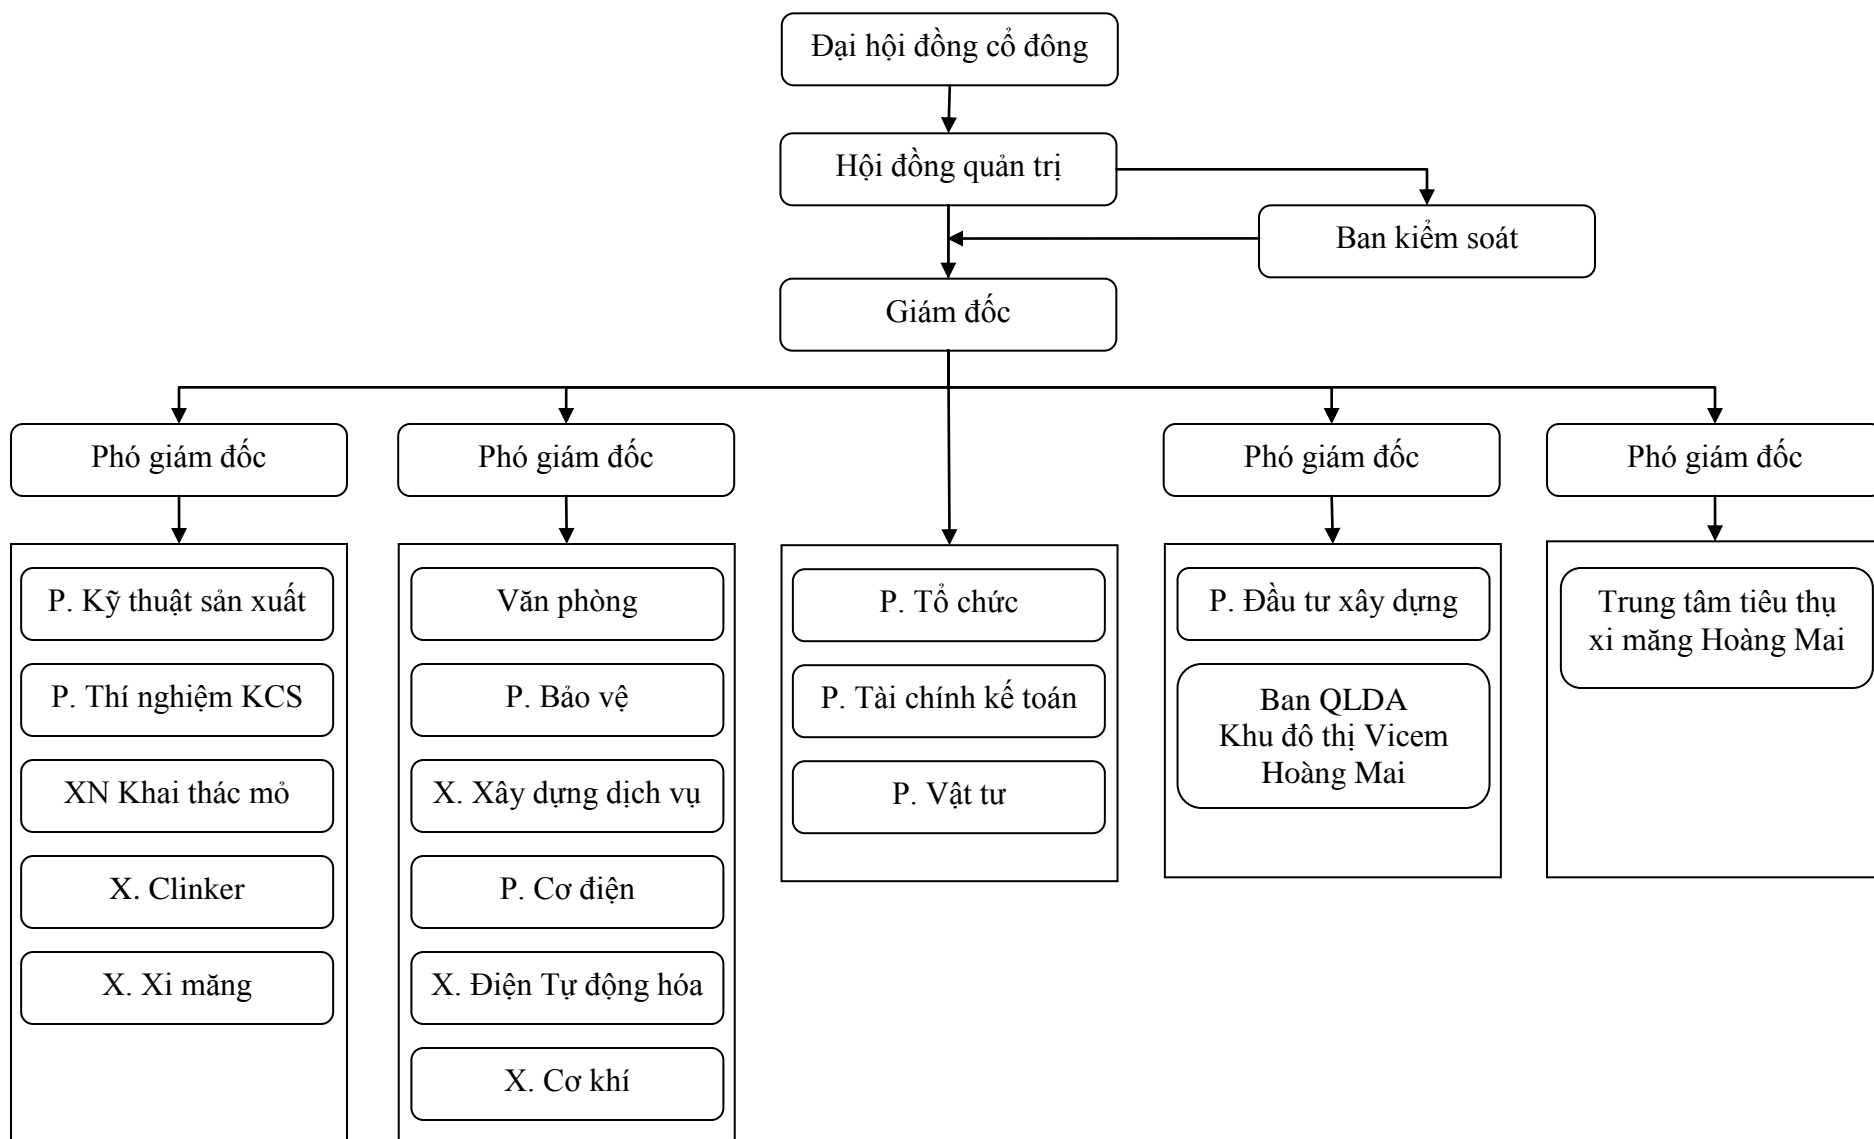 Đại hội đồng cổ đông
Hội đồng quản trị
Ban kiểm soát
Giám đốc
Phó giám đốc
Phó giám đốc
Phó giám đốc
Phó giám đốc
P. Kỹ thuật sản xuất
P. Thí nghiệm KCS
XN Khai thác mỏ
X. Clinker
X. Xi măng
Văn phòng
P. Bảo vệ
X. Xây dựng dịch vụ
P. Cơ điện
X. Điện Tự động hóa
X. Cơ khí
P. Tổ chức
P. Tài chính kế toán
P. Vật tư
P. Đầu tư xây dựng
Ban QLDA
Khu đô thị Vicem
Hoàng Mai
Trung tâm tiêu thụ
xi măng Hoàng Mai